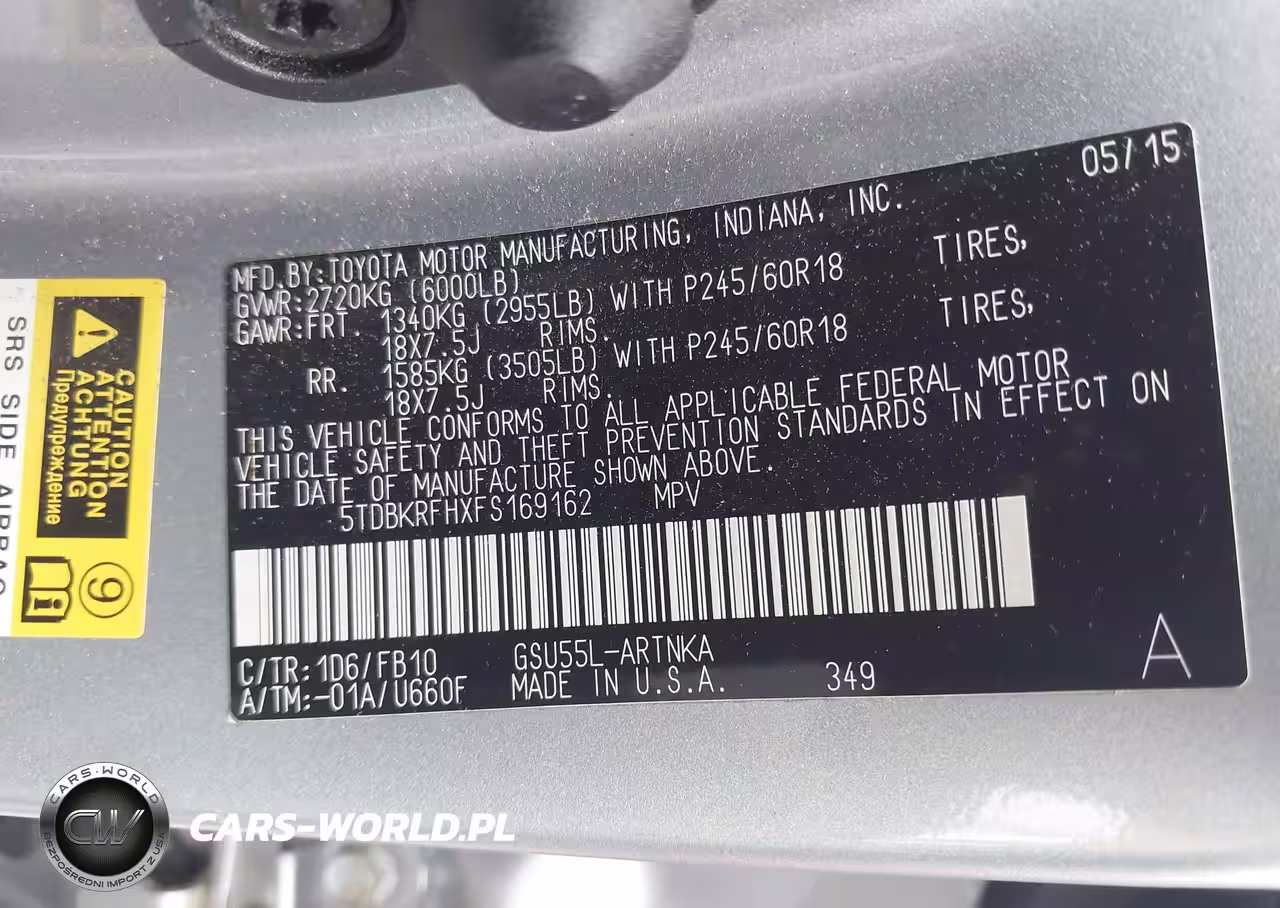 05/15
MFD.BY:TOYOTA MOTOR MANUFACTURING, INDIANA, INC.
GVWR:2720KG (6000LB)
GAWR:FRT. 1340KG (2955LB) WITH P245/60R18 TIRES,
18X7.5J RIMS.
RR. 1585KG (3505LB) WITH P245/60R18 TIRES,
18X7.5J RIMS.
THIS VEHICLE CONFORMS TO ALL APPLICABLE FEDERAL MOTOR
VEHICLE SAFETY AND THEFT PREVENTION STANDARDS IN EFFECT ON
THE DATE OF MANUFACTURE SHOWN ABOVE.
5TDBKRFHXFS169162 MPV
C/TR:1D6/FB10 GSU55L-ARTNKA
A/TM:-01A/U660F MADE IN U.S.A. 349
A
CAUTION
ATTENTION
ACHTUNG
Предупреждение
9
i
SRS SIDE AIRBAG
CARS-WORLD
CW
BEZPOŚREDNI IMPORT Z USA
CARS-WORLD.PL